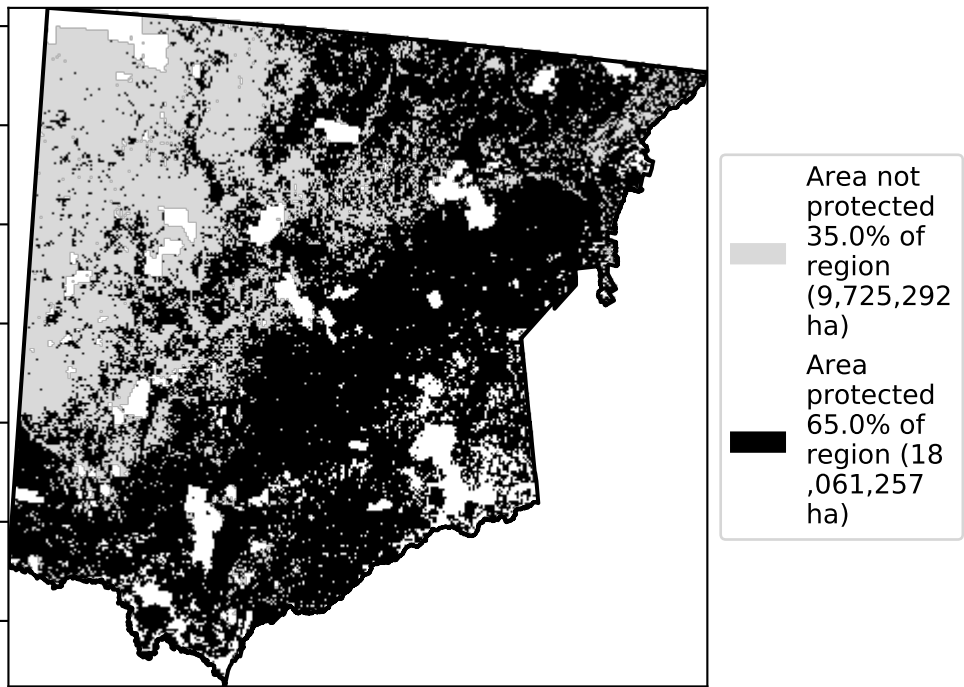 Area not
protected
35.0% of
region
(9,725,292
ha)
Area
protected
65.0% of
region (18
,061,257
ha)